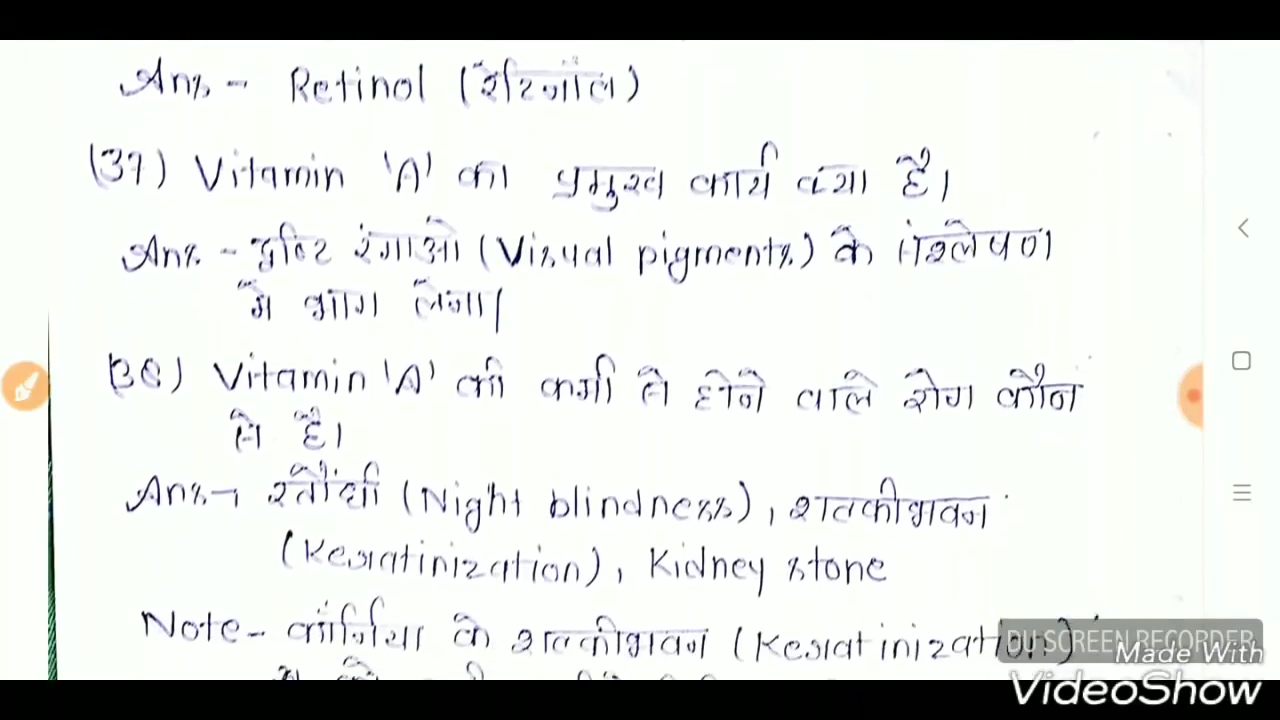 Ans - Retinol (रेटिनॉल)
(37) Vitamin 'A' का प्रमुख कार्य क्या है।
Ans - दृष्टि रंगाओ (Visual pigments) के संश्लेषण
मे भाग लेना।
(38) Vitamin 'A' की कमी से होने वाले रोग कौन
से है।
Ans - रतौंधी (Night blindness), शल्कीभवन
(Keratinization), Kidney stone
Note - कॉर्निया के शल्कीभवन (Keratinization)
DU SCREEN RECORDER
Made With
VideoShow